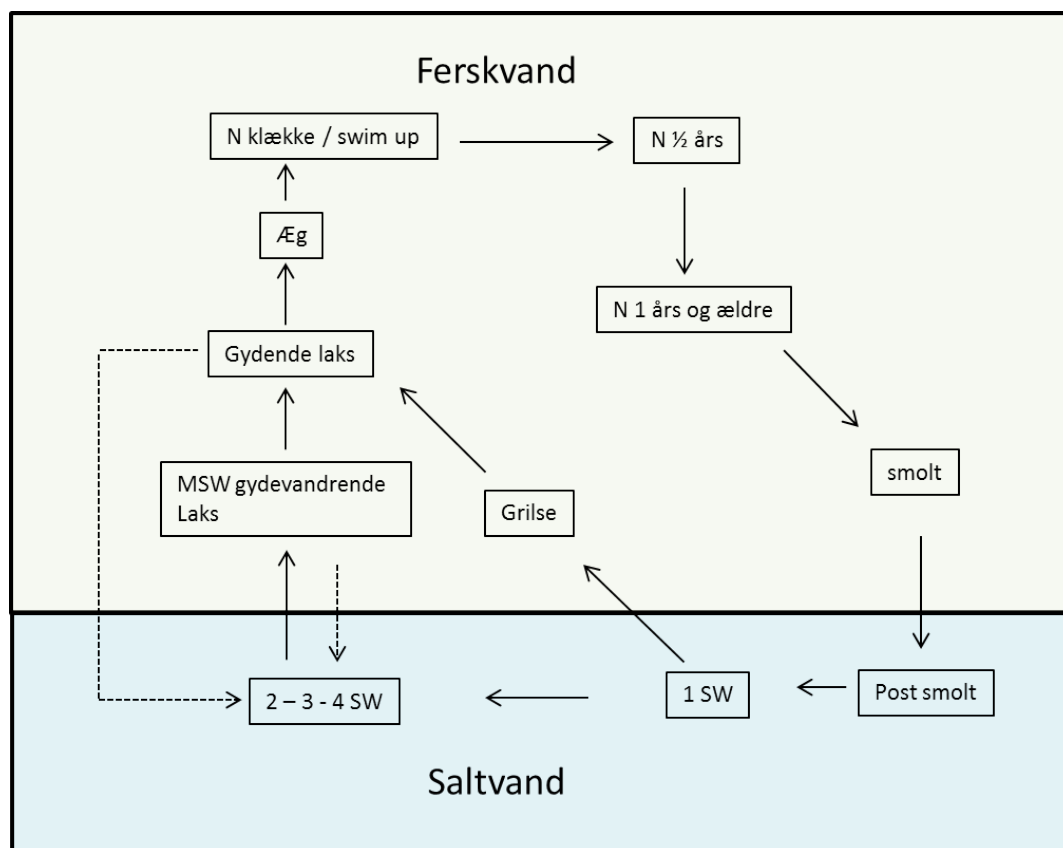 Ferskvand
N klække / swim up
N ½ års
Æg
N 1 års og ældre
Gydende laks
MSW gydevandrende
Laks
Grilse
smolt
2 – 3 - 4 SW
1 SW
Post smolt
Saltvand